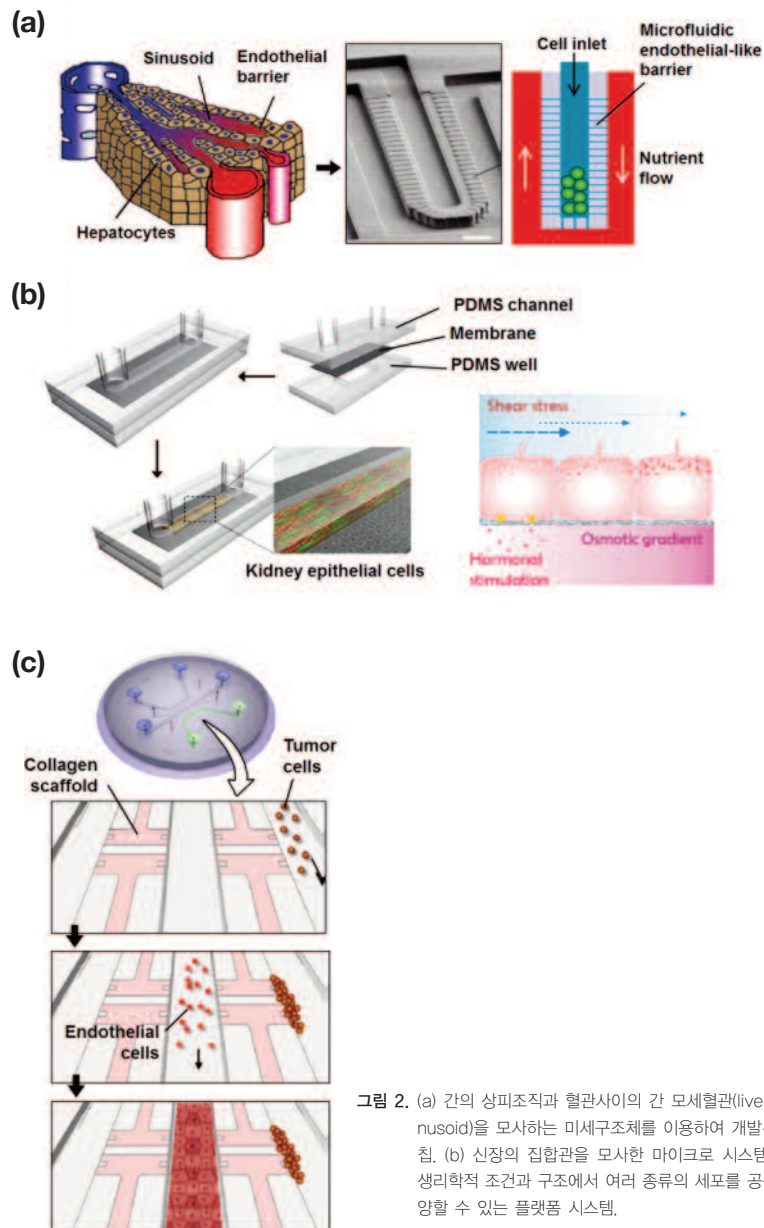 (a)
Sinusoid
Endothelial
barrier
Hepatocytes
Cell inlet
Microfluidic
endothelial-like
barrier
Nutrient
flow
(b)
PDMS channel
Membrane
PDMS well
Kidney epithelial cells
Shear stress
Osmotic gradient
Hormonal
stimulation
(c)
Collagen
scaffold
Tumor
cells
Endothelial
cells
그림 2. (a) 간의 상피조직과 혈관사이의 간 모세혈관(live
nusoid)을 모사하는 미세구조체를 이용하여 개발
칩. (b) 신장의 집합관을 모사한 마이크로 시스템
생리학적 조건과 구조에서 여러 종류의 세포를 공
양할 수 있는 플랫폼 시스템.